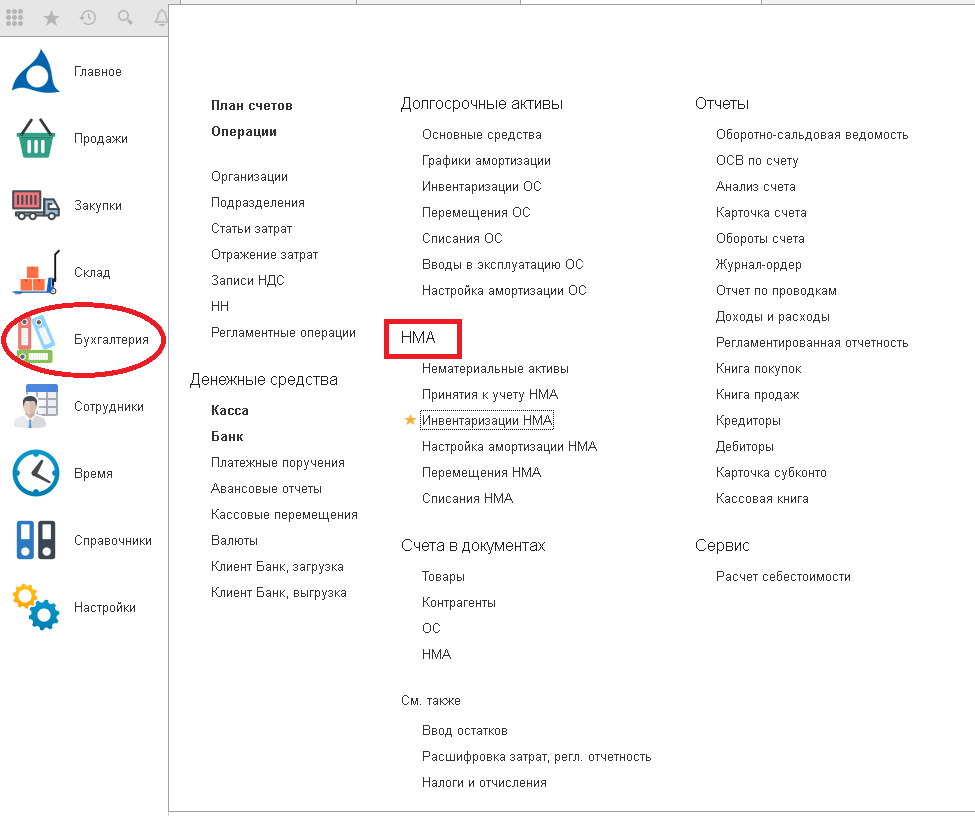 Главное
Продажи
Закупки
Склад
Бухгалтерия
Сотрудники
Время
Справочники
Настройки
План счетов
Операции
Организации
Подразделения
Статьи затрат
Отражение затрат
Записи НДС
НН
Регламентные операции
Денежные средства
Касса
Банк
Платежные поручения
Авансовые отчеты
Кассовые перемещения
Валюты
Клиент Банк, загрузка
Клиент Банк, выгрузка
Долгосрочные активы
Основные средства
Графики амортизации
Инвентаризации ОС
Перемещения ОС
Списания ОС
Вводы в эксплуатацию ОС
Настройка амортизации ОС
НМА
Нематериальные активы
Принятия к учету НМА
Инвентаризации НМА
Настройка амортизации НМА
Перемещения НМА
Списания НМА
Счета в документах
Товары
Контрагенты
ОС
НМА
См. также
Ввод остатков
Расшифровка затрат, регл. отчетность
Налоги и отчисления
Отчеты
Оборотно-сальдовая ведомость
ОСВ по счету
Анализ счета
Карточка счета
Обороты счета
Журнал-ордер
Отчет по проводкам
Доходы и расходы
Регламентированная отчетность
Книга покупок
Книга продаж
Кредиторы
Дебиторы
Карточка субконто
Кассовая книга
Сервис
Расчет себестоимости